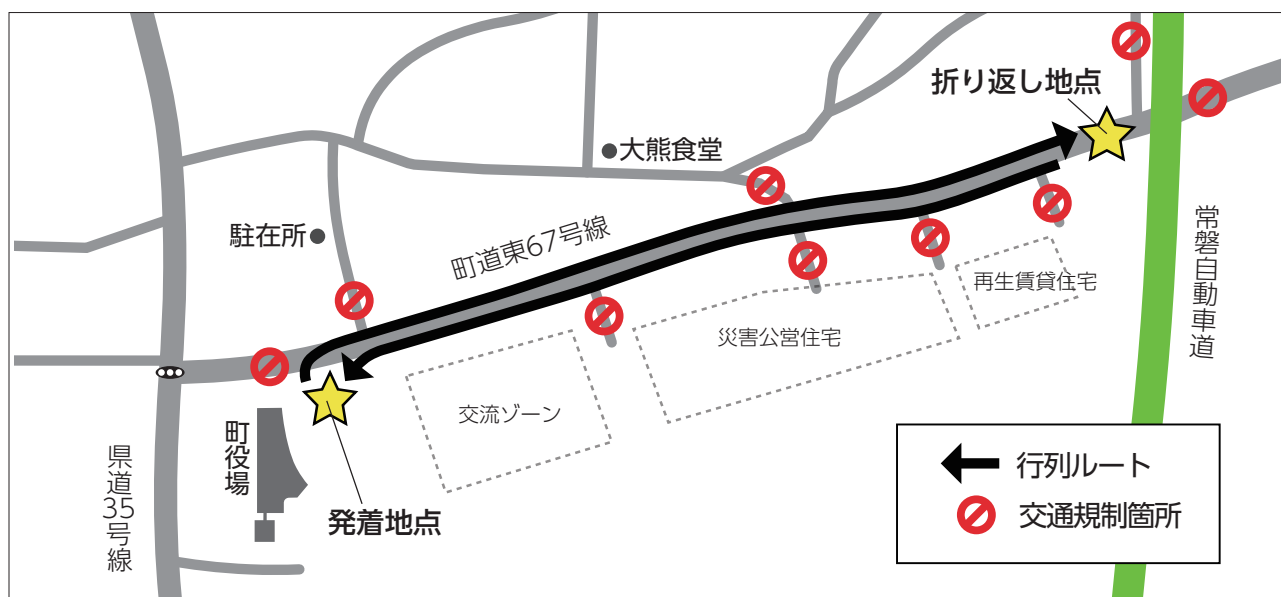 折り返し地点
大熊食堂
駐在所
町道東67号線
常磐自動車道
再生賃貸住宅
災害公営住宅
交流ゾーン
町役場
県道35号線
発着地点
行列ルート
交通規制箇所